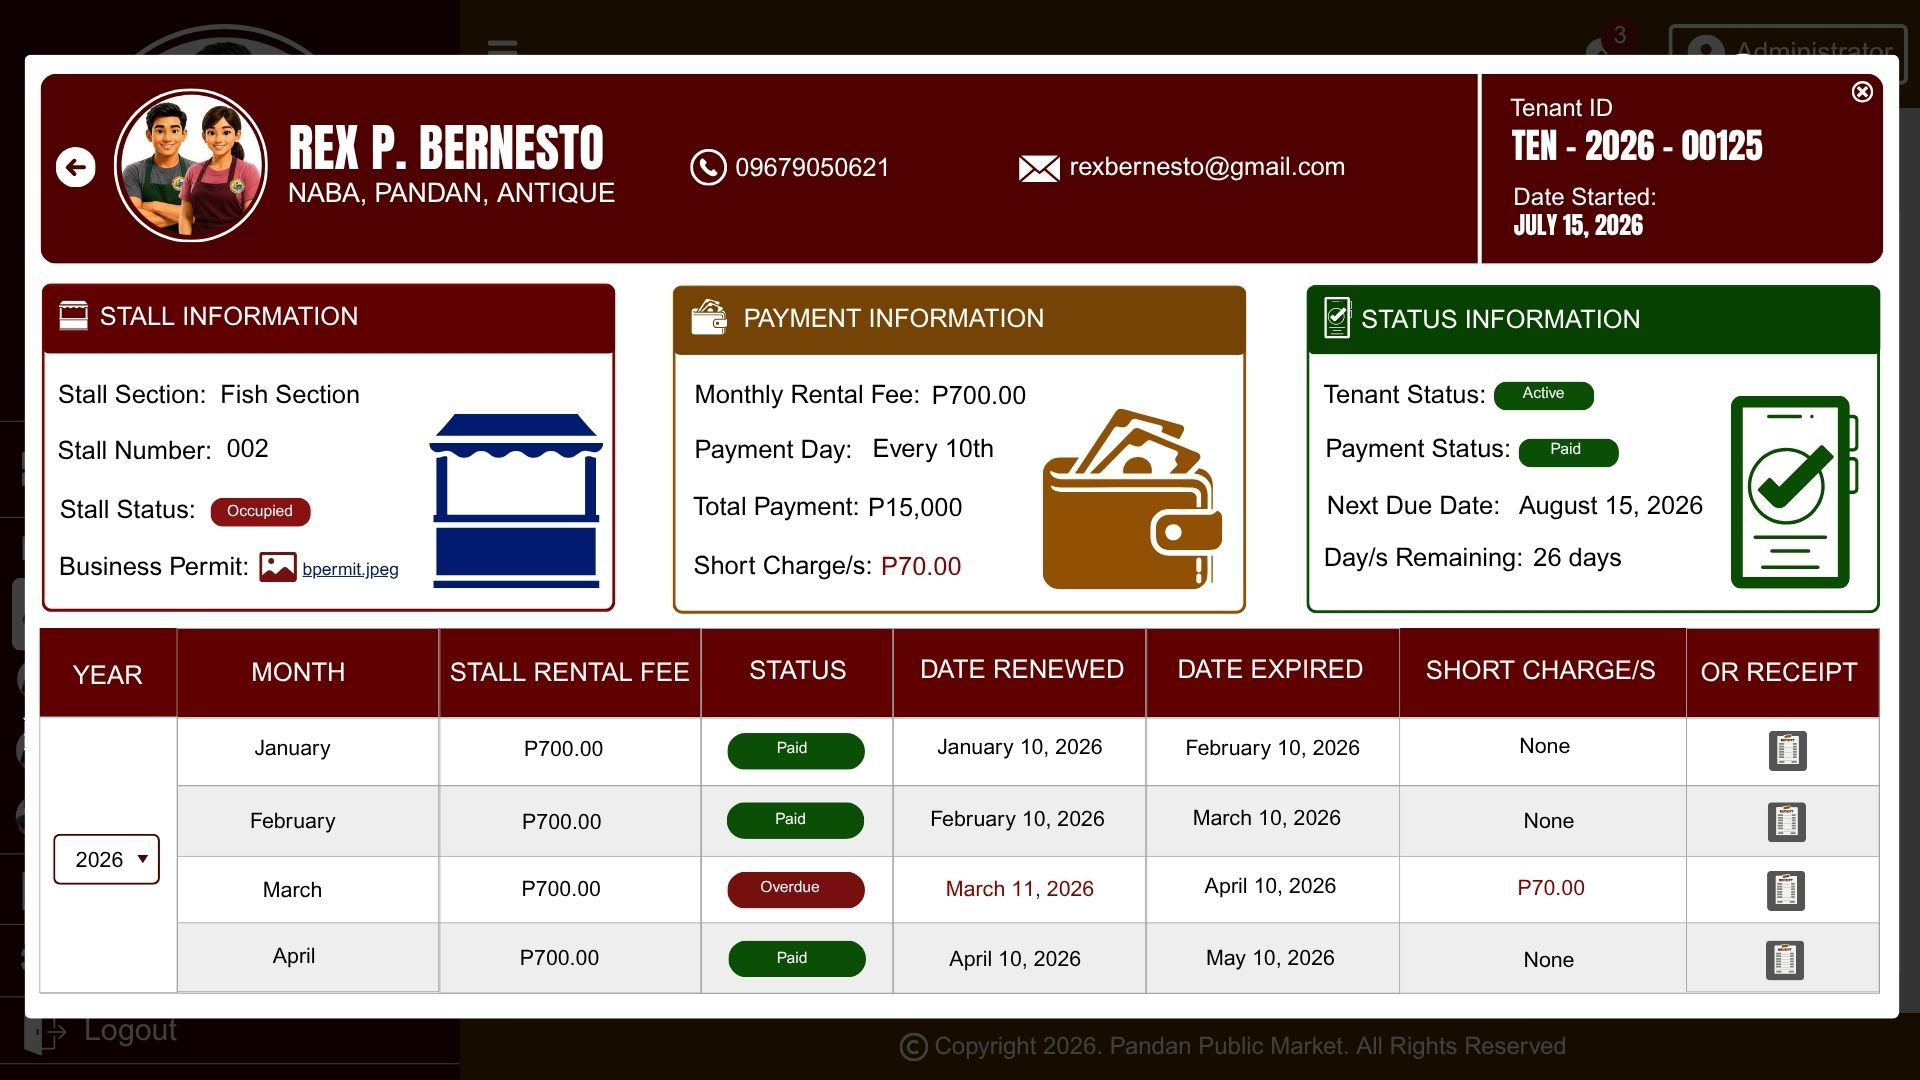 3
Administrator
REX P. BERNESTO
NABA, PANDAN, ANTIQUE
09679050621
rexbernesto@gmail.com
Tenant ID
TEN - 2026 - 00125
Date Started:
JULY 15, 2026
STALL INFORMATION
Stall Section: Fish Section
Stall Number: 002
Stall Status: Occupied
Business Permit: bpermit.jpeg
PAYMENT INFORMATION
Monthly Rental Fee: P700.00
Payment Day: Every 10th
Total Payment: P15,000
Short Charge/s: P70.00
STATUS INFORMATION
Tenant Status: Active
Payment Status: Paid
Next Due Date: August 15, 2026
Day/s Remaining: 26 days
YEAR MONTH STALL RENTAL FEE STATUS DATE RENEWED DATE EXPIRED SHORT CHARGE/S OR RECEIPT
January P700.00 Paid January 10, 2026 February 10, 2026 None
February P700.00 Paid February 10, 2026 March 10, 2026 None
2026
March P700.00 Overdue March 11, 2026 April 10, 2026 P70.00
April P700.00 Paid April 10, 2026 May 10, 2026 None
Logout
© Copyright 2026. Pandan Public Market. All Rights Reserved